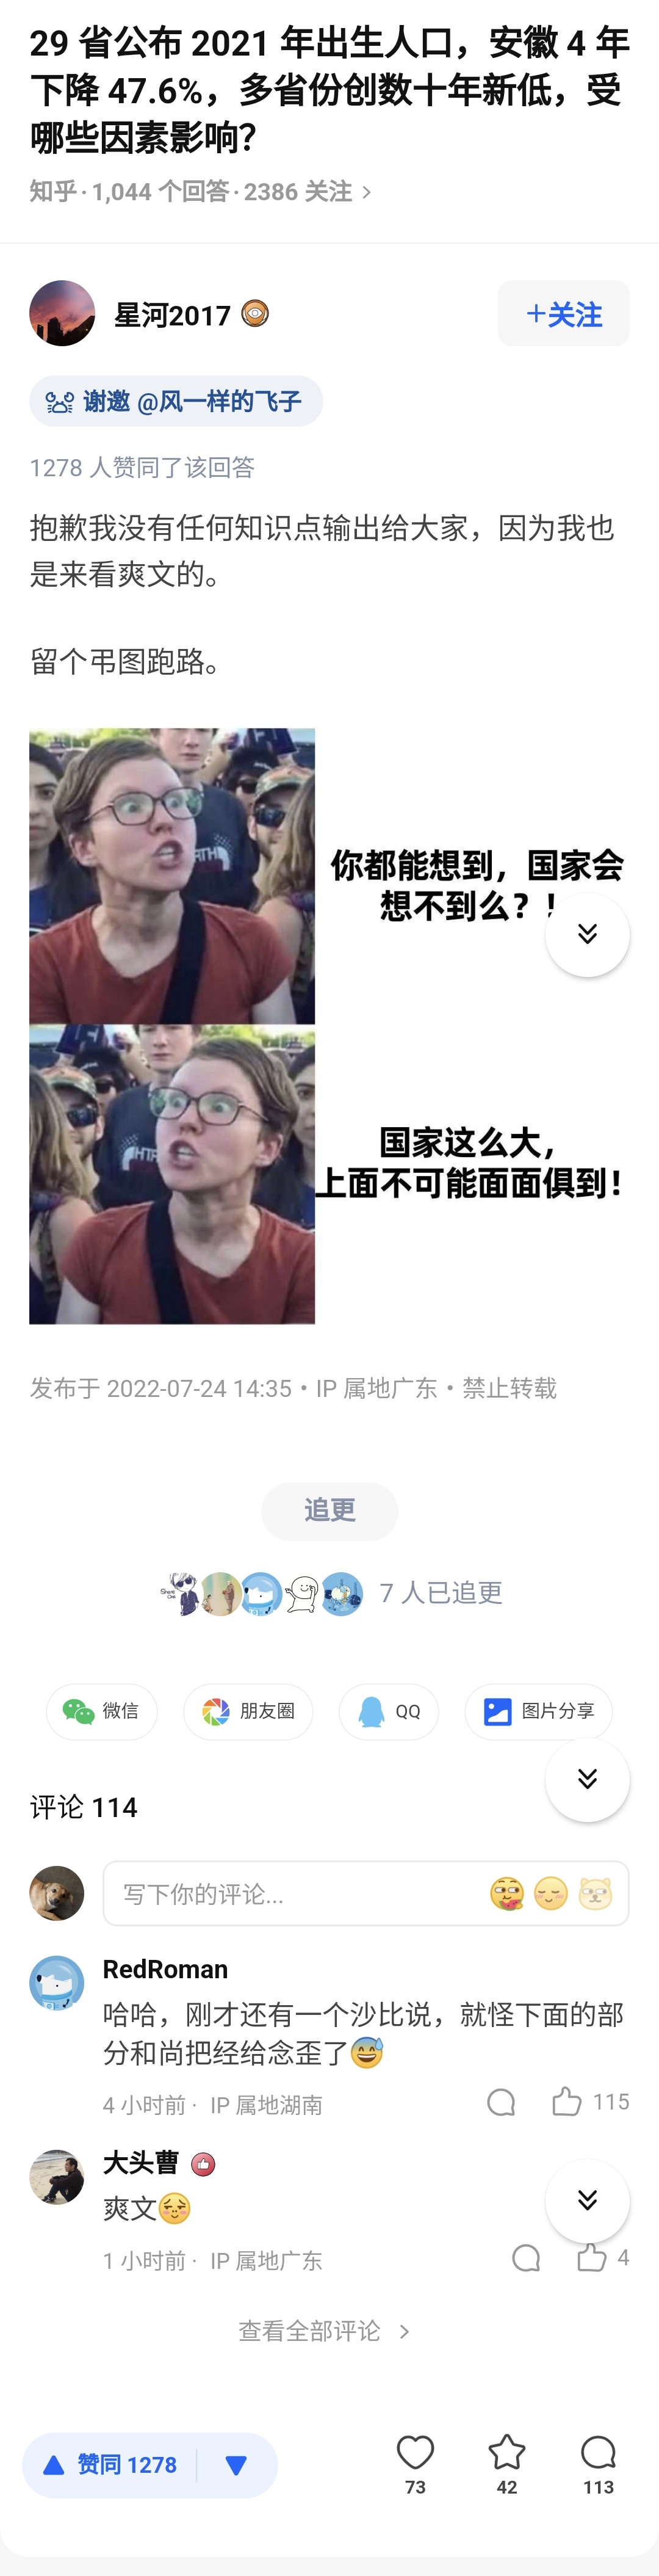 29 省公布 2021 年出生人口，安徽 4 年
下降 47.6%，多省份创数十年新低，受
哪些因素影响？
知乎 · 1,044 个回答 · 2386 关注 >
星河2017
+关注
谢邀 @风一样的飞子
1278 人赞同了该回答
抱歉我没有任何知识点输出给大家，因为我也
是来看爽文的。
留个弔图跑路。
你都能想到，国家会
想不到么？！
国家这么大，
上面不可能面面俱到！
发布于 2022-07-24 14:35 · IP 属地广东 · 禁止转载
追更
7 人已追更
微信
朋友圈
QQ
图片分享
评论 114
写下你的评论...
RedRoman
哈哈，刚才还有一个沙比说，就怪下面的部
分和尚把经给念歪了😅
4 小时前 · IP 属地湖南
115
大头曹
爽文
1 小时前 · IP 属地广东
4
查看全部评论 >
赞同 1278
73
42
113